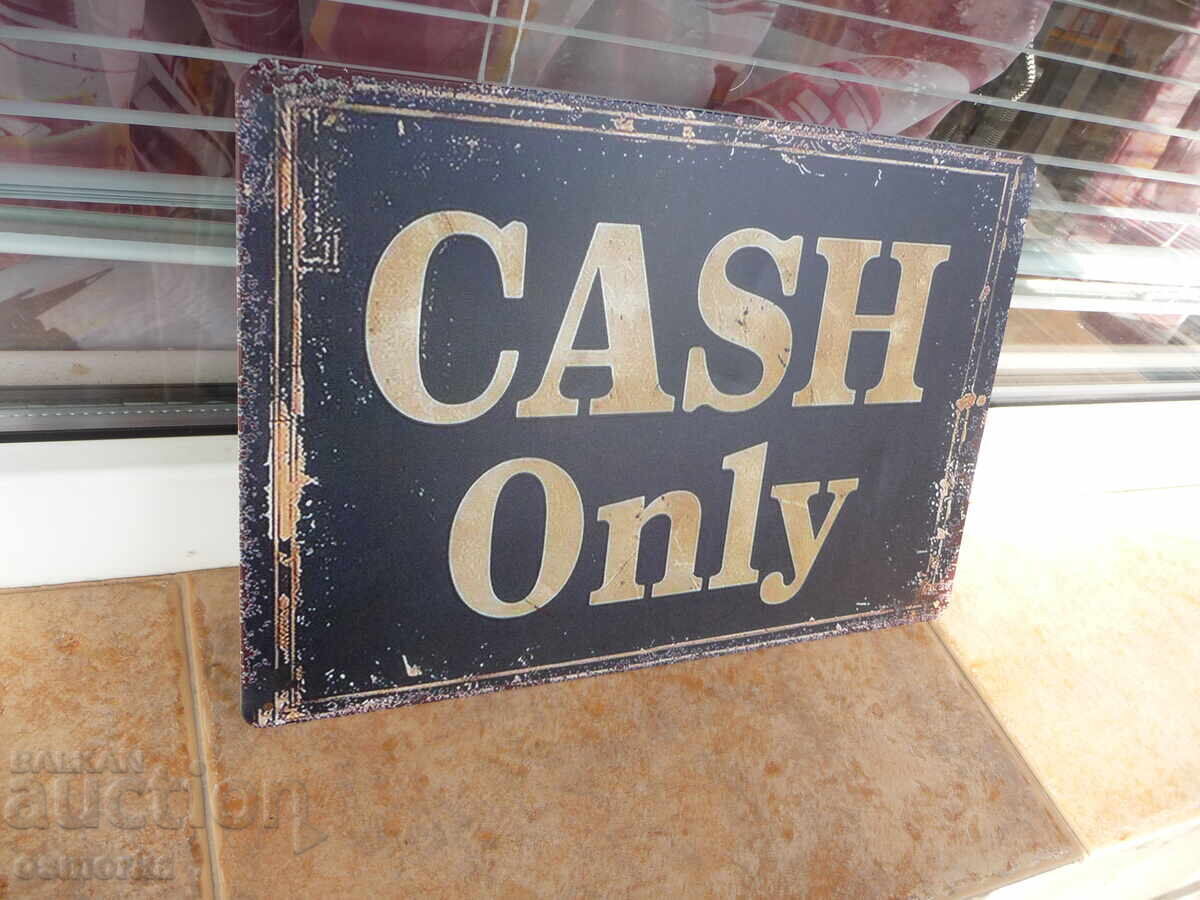 CASH
Only
BALKAN
auction
osmorka